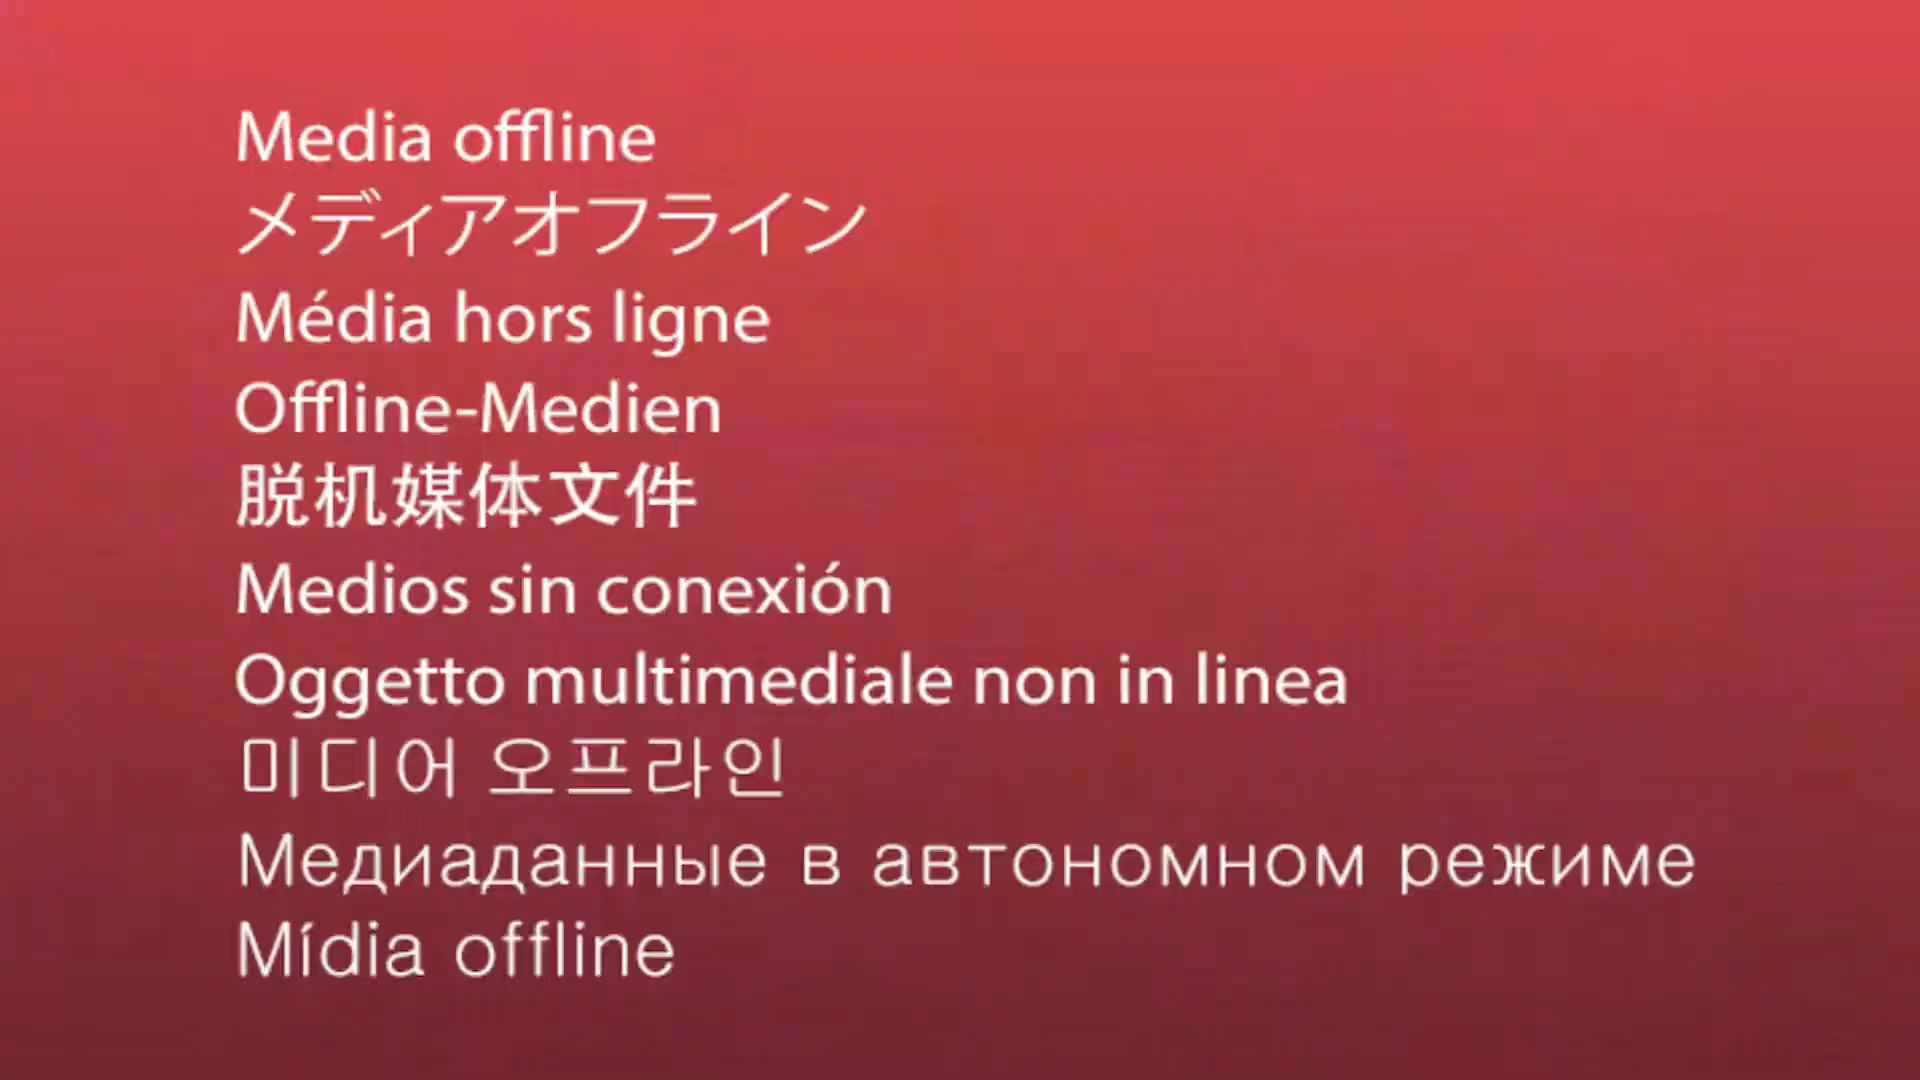 Media offline
メディアオフライン
Média hors ligne
Offline-Medien
脱机媒体文件
Medios sin conexión
Oggetto multimediale non in linea
미디어 오프라인
Медиаданные в автономном режиме
Mídia offline